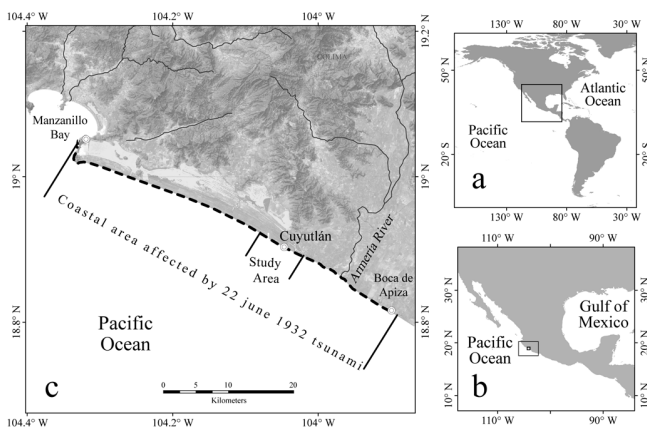 104.4° W
104.2° W
104° W
19.2° N
COLIMA
Manzanillo
Bay
19° N
19° N
Cuyutlán
Study
Area
Armería River
Boca de
Apiza
Coastal area affected by 22 june 1932 tsunami
18.8° N
18.8° N
Pacific
Ocean
c
0 5 10 20
Kilometers
104.4° W
104.2° W
104° W
130° W
80° W
30° W
50° N
50° N
Atlantic
Ocean
Pacific
Ocean
20° S
20° S
a
130° W
80° W
30° W
110° W
90° W
30° N
30° N
Gulf of
Mexico
20° N
20° N
Pacific
Ocean
10° N
10° N
b
110° W
90° W